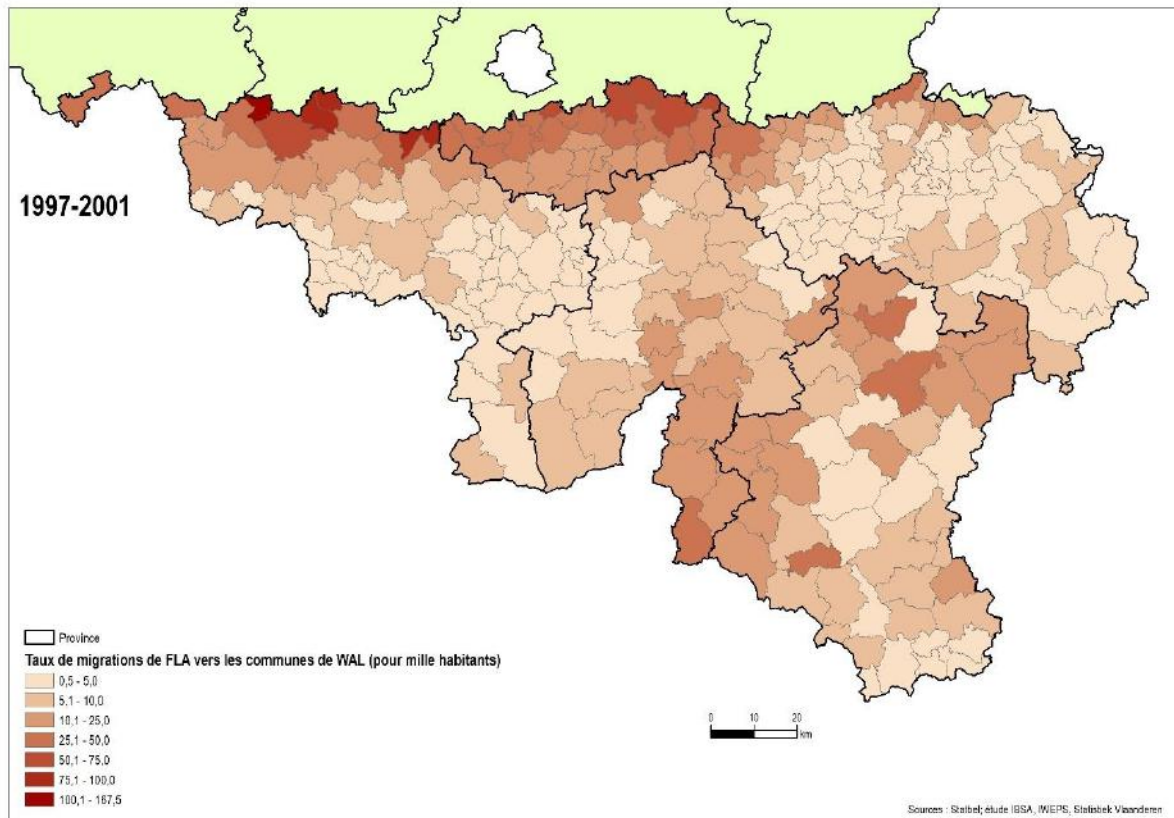 1997-2001
Province
Taux de migrations de FLA vers les communes de WAL (pour mille habitants)
0,5 - 5,0
5,1 - 10,0
10,1 - 25,0
25,1 - 50,0
50,1 - 75,0
75,1 - 100,0
100,1 - 167,5
0 10 20
km
Sources : Statbel; étude IBSA, IWEPS, Statistiek Vlaanderen